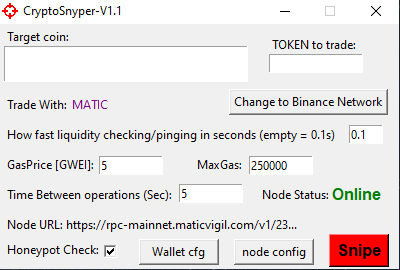 CryptoSnyper-V1.1
Target coin:
TOKEN to trade:
Trade With: MATIC
Change to Binance Network
How fast liquidity checking/pinging in seconds (empty = 0.1s) 0.1
GasPrice [GWEI]: 5 MaxGas: 250000
Time Between operations (Sec): 5 Node Status: Online
Node URL: https://rpc-mainnet.maticvigil.com/v1/23...
Honeypot Check: Wallet cfg node config Snipe